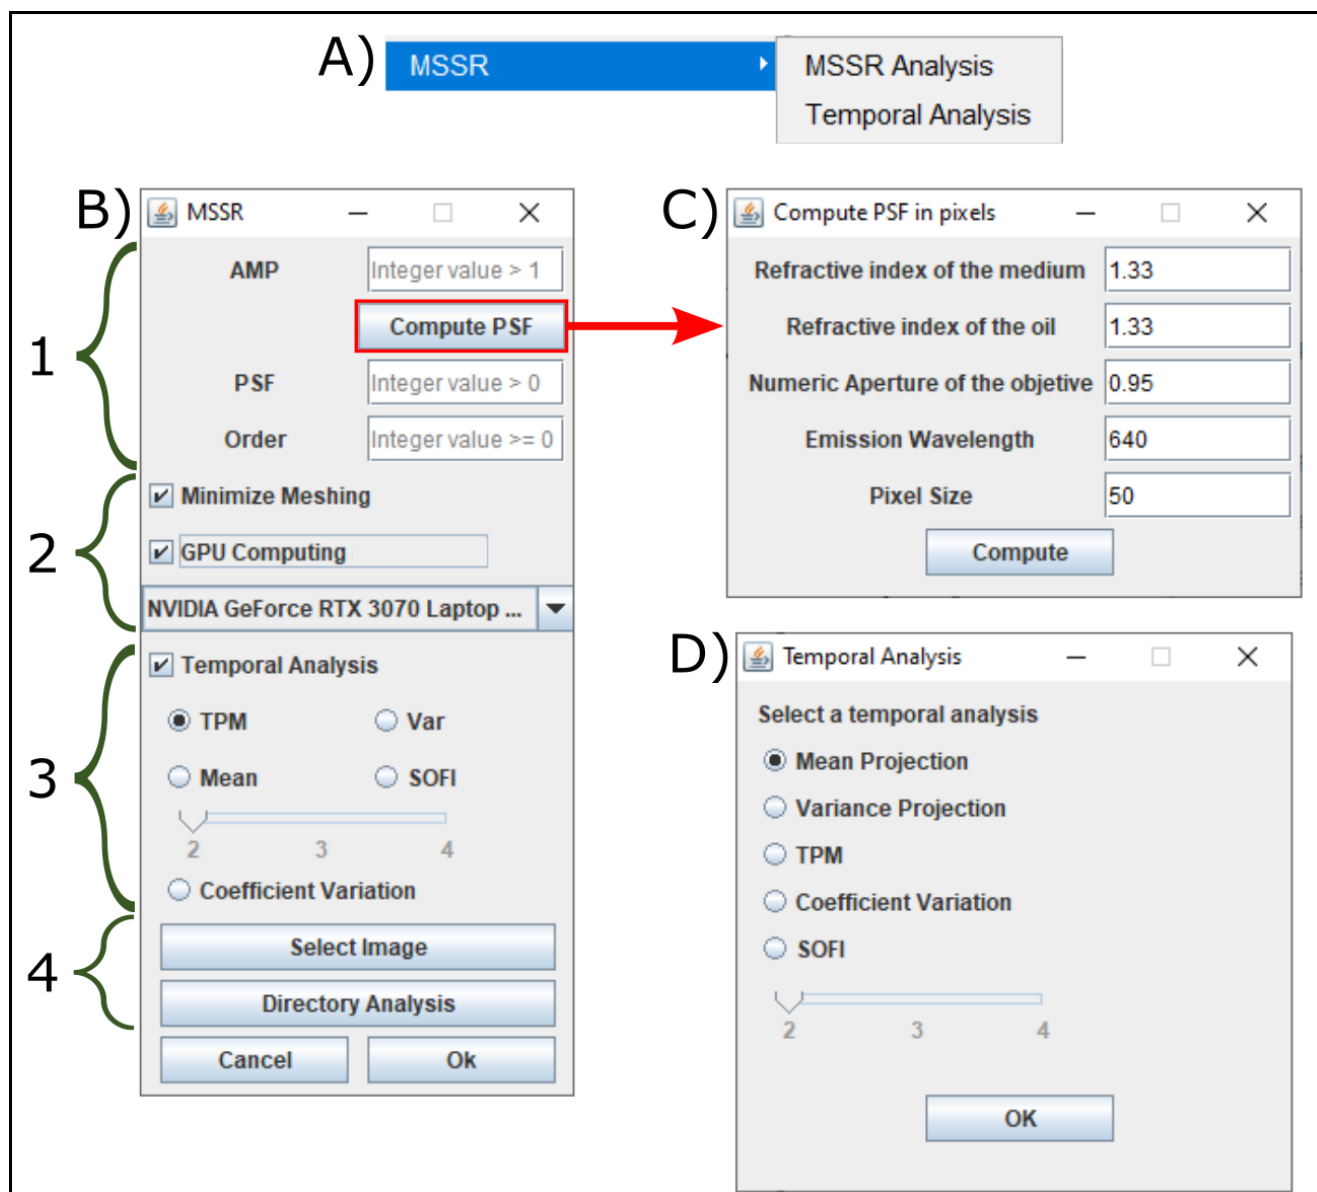 A)
MSSR
MSSR Analysis
Temporal Analysis
B)
MSSR
1
AMP
Integer value > 1
Compute PSF
PSF
Integer value > 0
Order
Integer value >= 0
2
Minimize Meshing
GPU Computing
NVIDIA GeForce RTX 3070 Laptop ...
3
Temporal Analysis
TPM
Var
Mean
SOFI
2 3 4
Coefficient Variation
4
Select Image
Directory Analysis
Cancel
Ok
C)
Compute PSF in pixels
Refractive index of the medium 1.33
Refractive index of the oil 1.33
Numeric Aperture of the objetive 0.95
Emission Wavelength 640
Pixel Size 50
Compute
D)
Temporal Analysis
Select a temporal analysis
Mean Projection
Variance Projection
TPM
Coefficient Variation
SOFI
2 3 4
OK